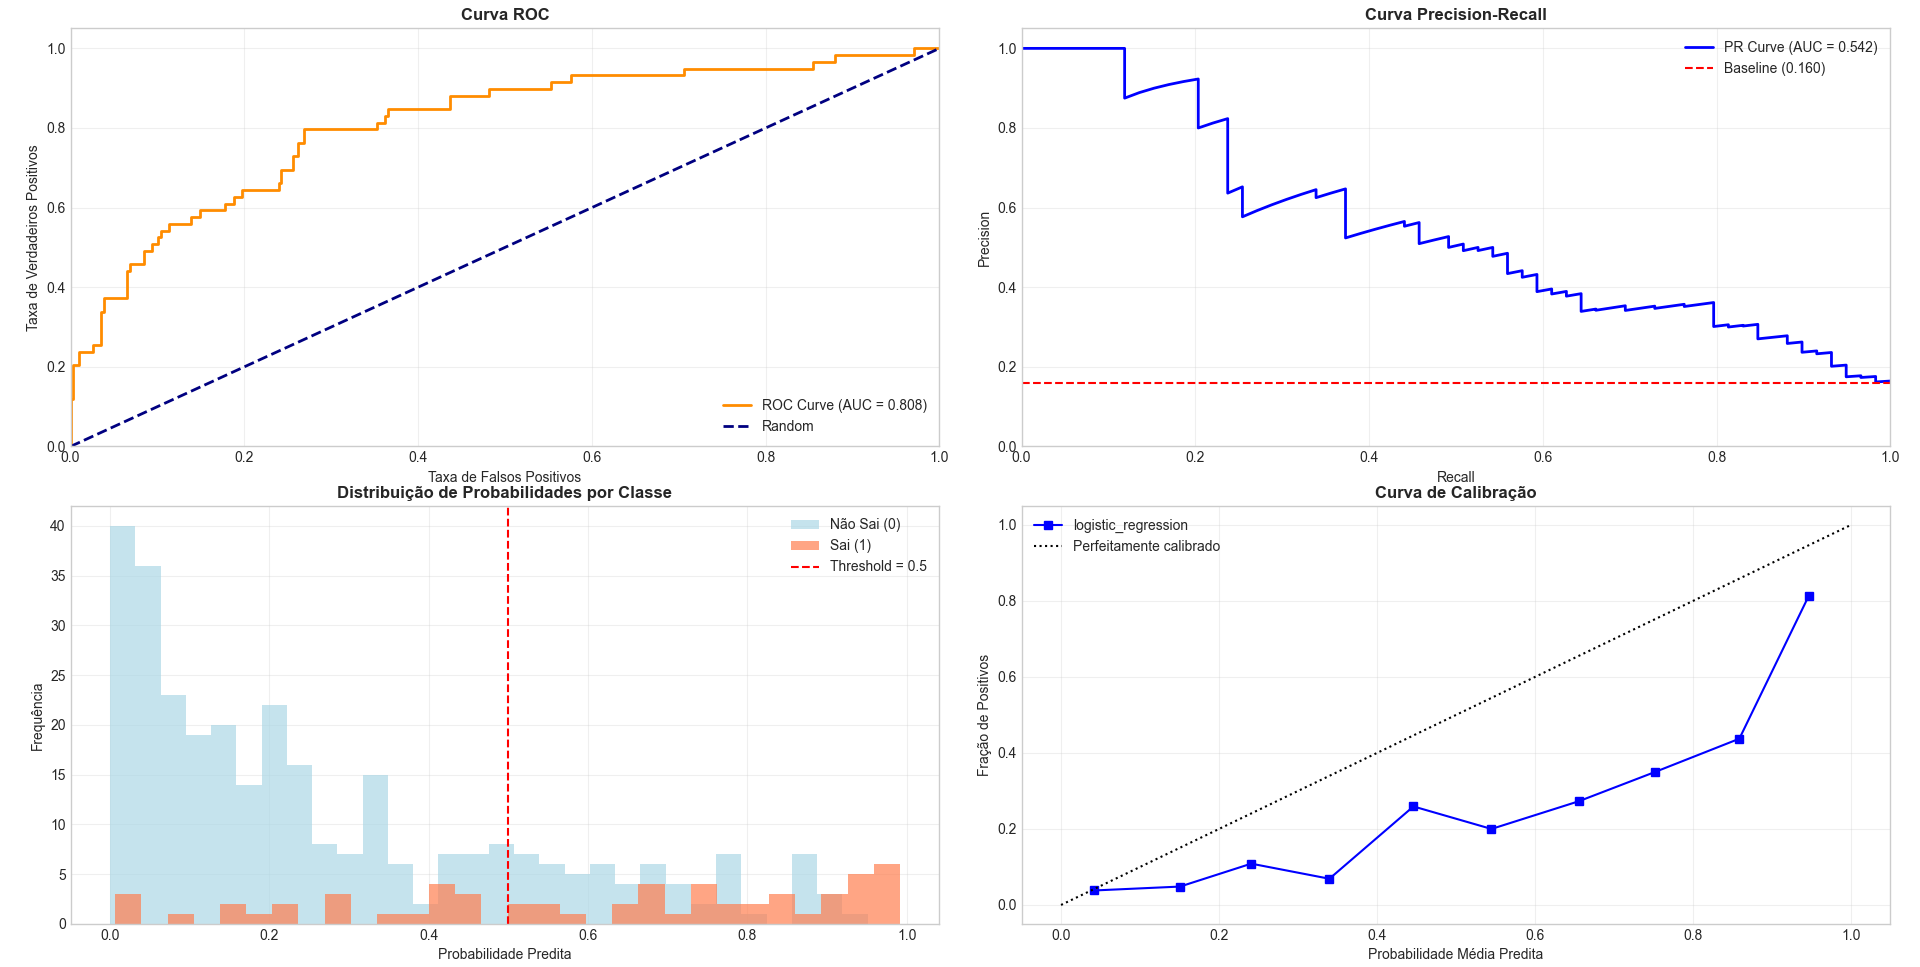 Curva ROC
Taxa de Verdadeiros Positivos
1.0
0.8
0.6
0.4
0.2
0.0
ROC Curve (AUC = 0.808)
Random
0.0 0.2 0.4 0.6 0.8 1.0
Taxa de Falsos Positivos
Curva Precision-Recall
Precision
1.0
0.8
0.6
0.4
0.2
0.0
PR Curve (AUC = 0.542)
Baseline (0.160)
0.0 0.2 0.4 0.6 0.8 1.0
Recall
Distribuição de Probabilidades por Classe
Frequência
40
35
30
25
20
15
10
5
0
Não Sai (0)
Sai (1)
Threshold = 0.5
0.0 0.2 0.4 0.6 0.8 1.0
Probabilidade Predita
Curva de Calibração
Fração de Positivos
1.0
0.8
0.6
0.4
0.2
0.0
logistic_regression
Perfeitamente calibrado
0.0 0.2 0.4 0.6 0.8 1.0
Probabilidade Média Predita